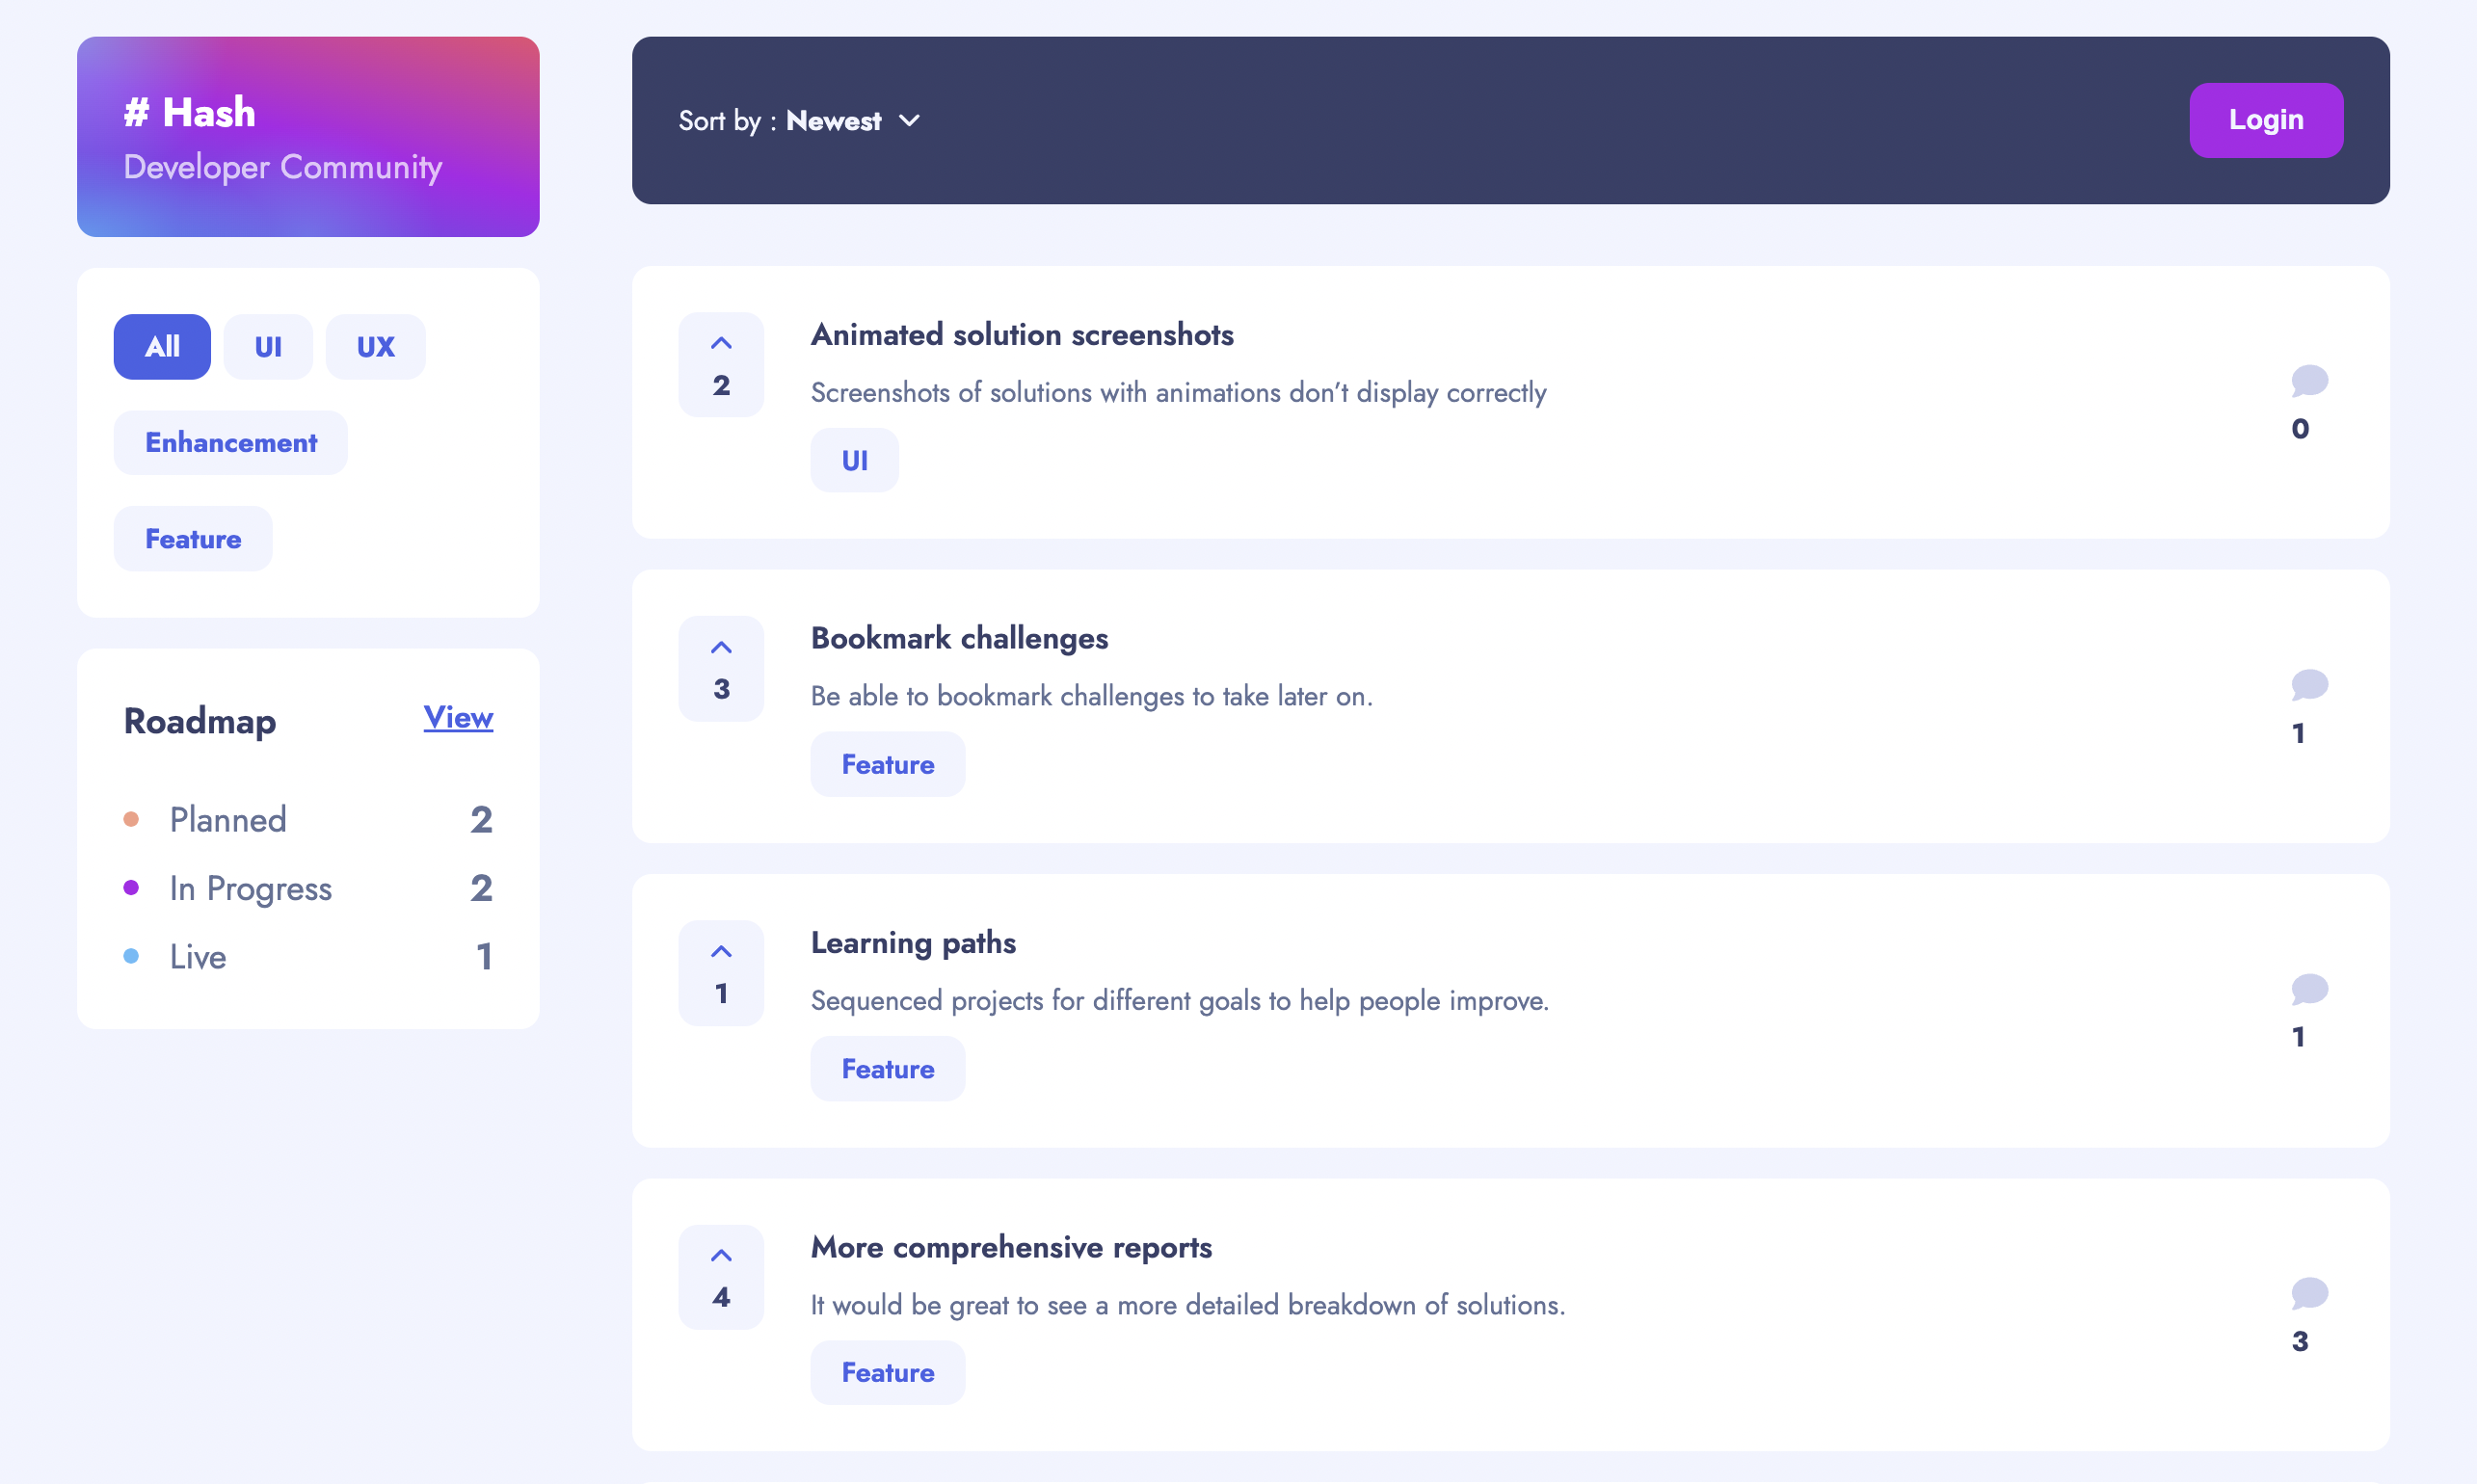 # Hash
Developer Community
All UI UX
Enhancement
Feature
Roadmap View
Planned 2
In Progress 2
Live 1
Sort by : Newest
Login
2
Animated solution screenshots
Screenshots of solutions with animations don’t display correctly
UI
0
3
Bookmark challenges
Be able to bookmark challenges to take later on.
Feature
1
1
Learning paths
Sequenced projects for different goals to help people improve.
Feature
1
4
More comprehensive reports
It would be great to see a more detailed breakdown of solutions.
Feature
3